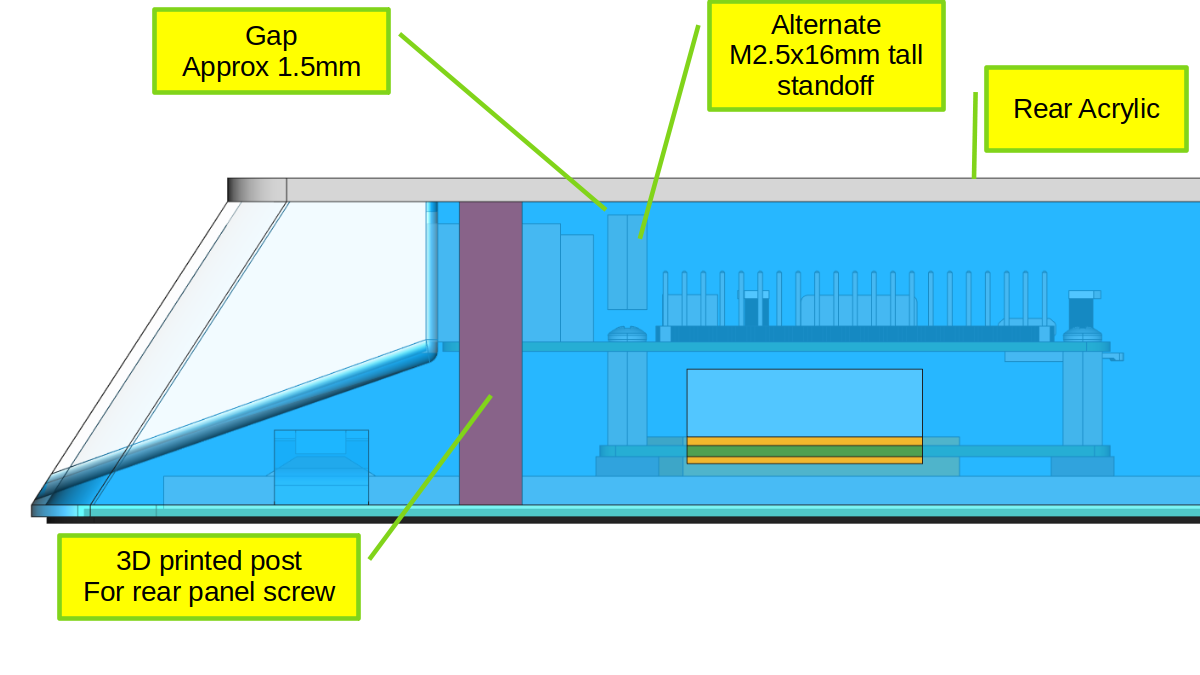 Gap
Approx 1.5mm
Alternate
M2.5x16mm tall
standoff
Rear Acrylic
3D printed post
For rear panel screw